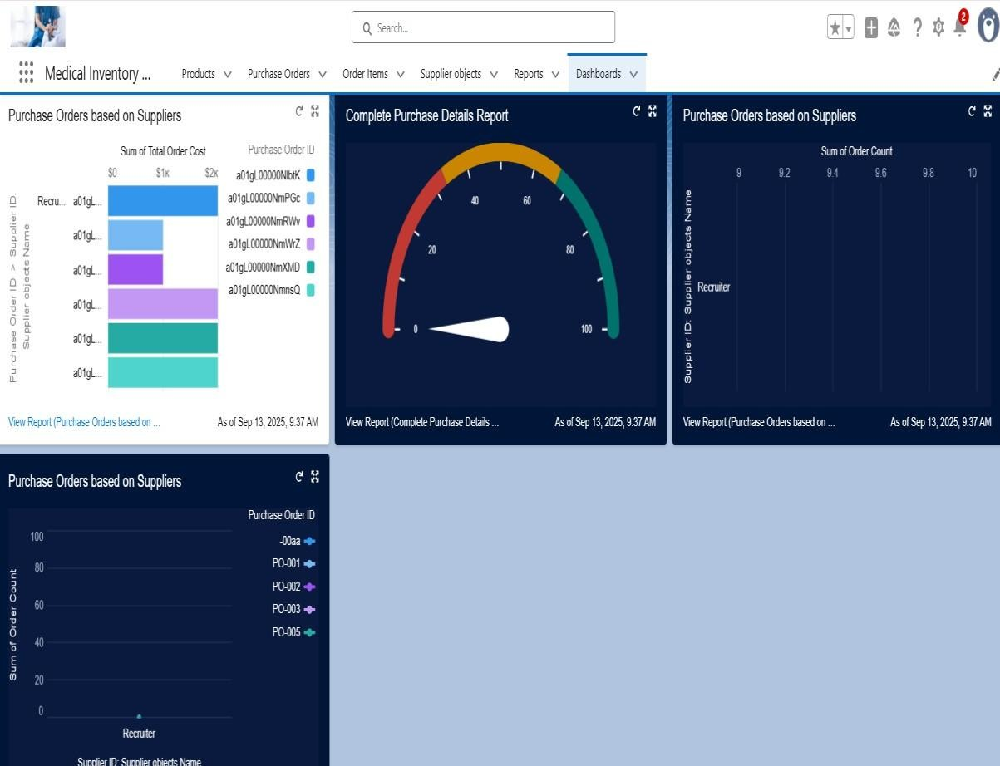 Search...
2
Medical Inventory ...
Products
Purchase Orders
Order Items
Supplier objects
Reports
Dashboards
Purchase Orders based on Suppliers
Sum of Total Order Cost
$0 $1K $2K
Purchase Order ID > Supplier ID:
Supplier objects Name
Recru...
a01gL...
a01gL...
a01gL...
a01gL...
a01gL...
a01gL...
Purchase Order ID
a01gL00000NlbtK
a01gL00000NmPGc
a01gL00000NmRWv
a01gL00000NmWrZ
a01gL00000NmXMD
a01gL00000NmnsQ
View Report (Purchase Orders based on ...
As of Sep 13, 2025, 9:37 AM
Complete Purchase Details Report
0
20
40
60
80
100
View Report (Complete Purchase Details ...
As of Sep 13, 2025, 9:37 AM
Purchase Orders based on Suppliers
Sum of Order Count
9 9.2 9.4 9.6 9.8 10
Supplier ID: Supplier objects Name
Recruiter
View Report (Purchase Orders based on ...
As of Sep 13, 2025, 9:37 AM
Purchase Orders based on Suppliers
Sum of Order Count
100
80
60
40
20
0
Recruiter
Supplier ID: Supplier objects Name
Purchase Order ID
-00aa
PO-001
PO-002
PO-003
PO-005